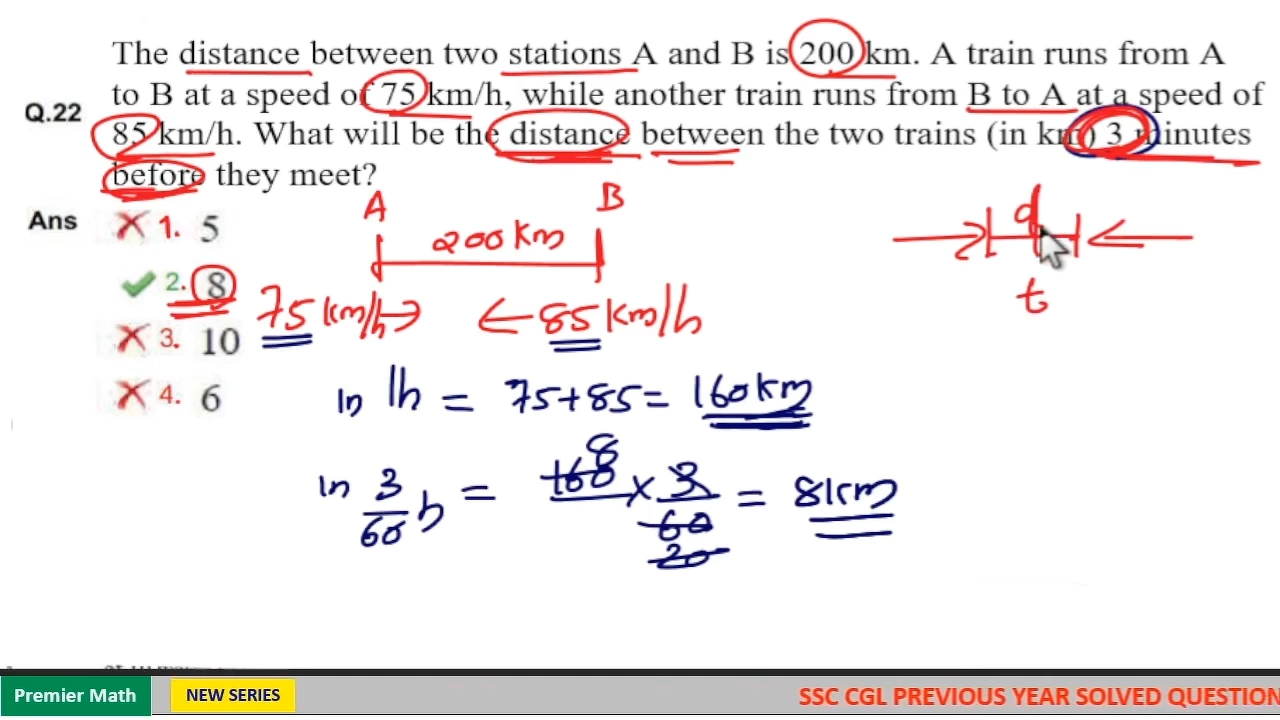 The distance between two stations A and B is 200 km. A train runs from A
to B at a speed of 75 km/h, while another train runs from B to A at a speed of
Q.22
85 km/h. What will be the distance between the two trains (in km) 3 minutes
before they meet?
Ans
1. 5
2. 8
3. 10
4. 6
A B
200 km
75 km/h 85 km/h
d
t
In 1h = 75+85 = 160km
In 3/60 h = 160 8 × 3/60 20 = 8km
Premier Math
NEW SERIES
SSC CGL PREVIOUS YEAR SOLVED QUESTION